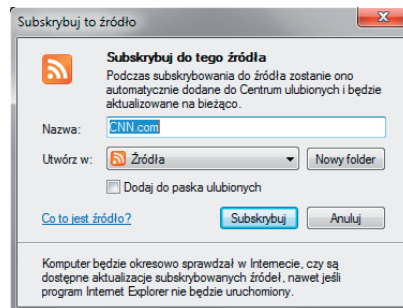 Subskrybuj to źródło
Subskrybuj do tego źródła
Podczas subskrybowania do źródła zostanie ono
automatycznie dodane do Centrum ulubionych i będzie
aktualizowane na bieżąco.
Nazwa: CNN.com
Utwórz w: Źródła Nowy folder
Dodaj do paska ulubionych
Co to jest źródło? Subskrybuj Anuluj
Komputer będzie okresowo sprawdzał w Internecie, czy są
dostępne aktualizacje subskrybowanych źródeł, nawet jeśli
program Internet Explorer nie będzie uruchomiony.